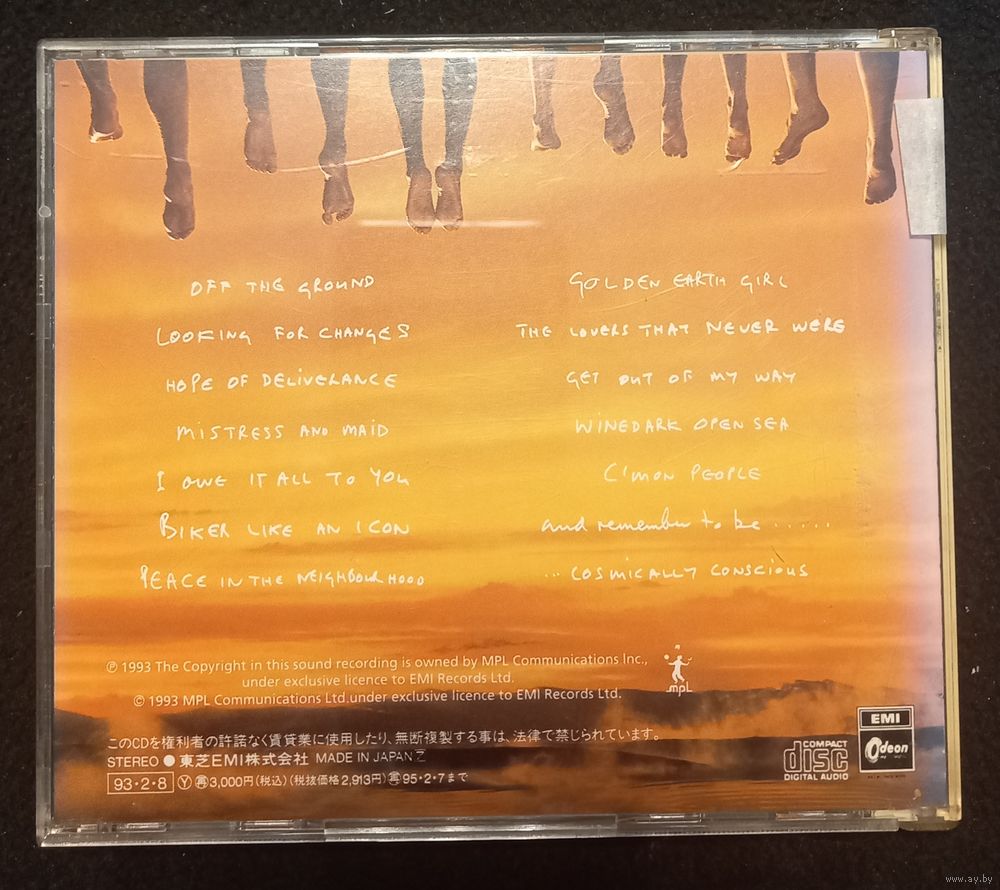 OFF THE GROUND
LOOKING FOR CHANGES
HOPE OF DELIVERANCE
MISTRESS AND MAID
I OWE IT ALL TO YOU
BIKER LIKE AN ICON
PEACE IN THE NEIGHBOURHOOD
GOLDEN EARTH GIRL
THE LOVERS THAT NEVER WERE
GET OUT OF MY WAY
WINEDARK OPEN SEA
C'MON PEOPLE
and remember to be ......
... COSMICALLY CONSCIOUS
℗ 1993 The Copyright in this sound recording is owned by MPL Communications Inc.,
under exclusive licence to EMI Records Ltd.
© 1993 MPL Communications Ltd.under exclusive licence to EMI Records Ltd.
mpL
このCDを権利者の許諾なく賃貸業に使用したり、無断複製する事は、法律で禁じられています。
STEREO ● 東芝EMI株式会社 MADE IN JAPAN
93・2・8 Ⓨ ㊢3,000円(税込)(税抜価格2,913円)㊢95・2・7まで
COMPACT
disc
DIGITAL AUDIO
EMI
Odeon
www.ay.by